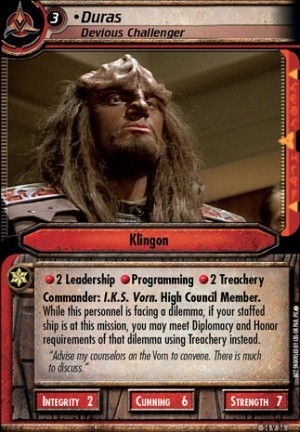 3 • Duras
Devious Challenger
Klingon
2 Leadership Programming 2 Treachery
Commander: I.K.S. Vorn. High Council Member.
While this personnel is facing a dilemma, if your staffed
ship is at this mission, you may meet Diplomacy and Honor
requirements of that dilemma using Treachery instead.
"Advise my counselors on the Vorn to convene. There is much
to discuss."
INTEGRITY 2 CUNNING 6 STRENGTH 7